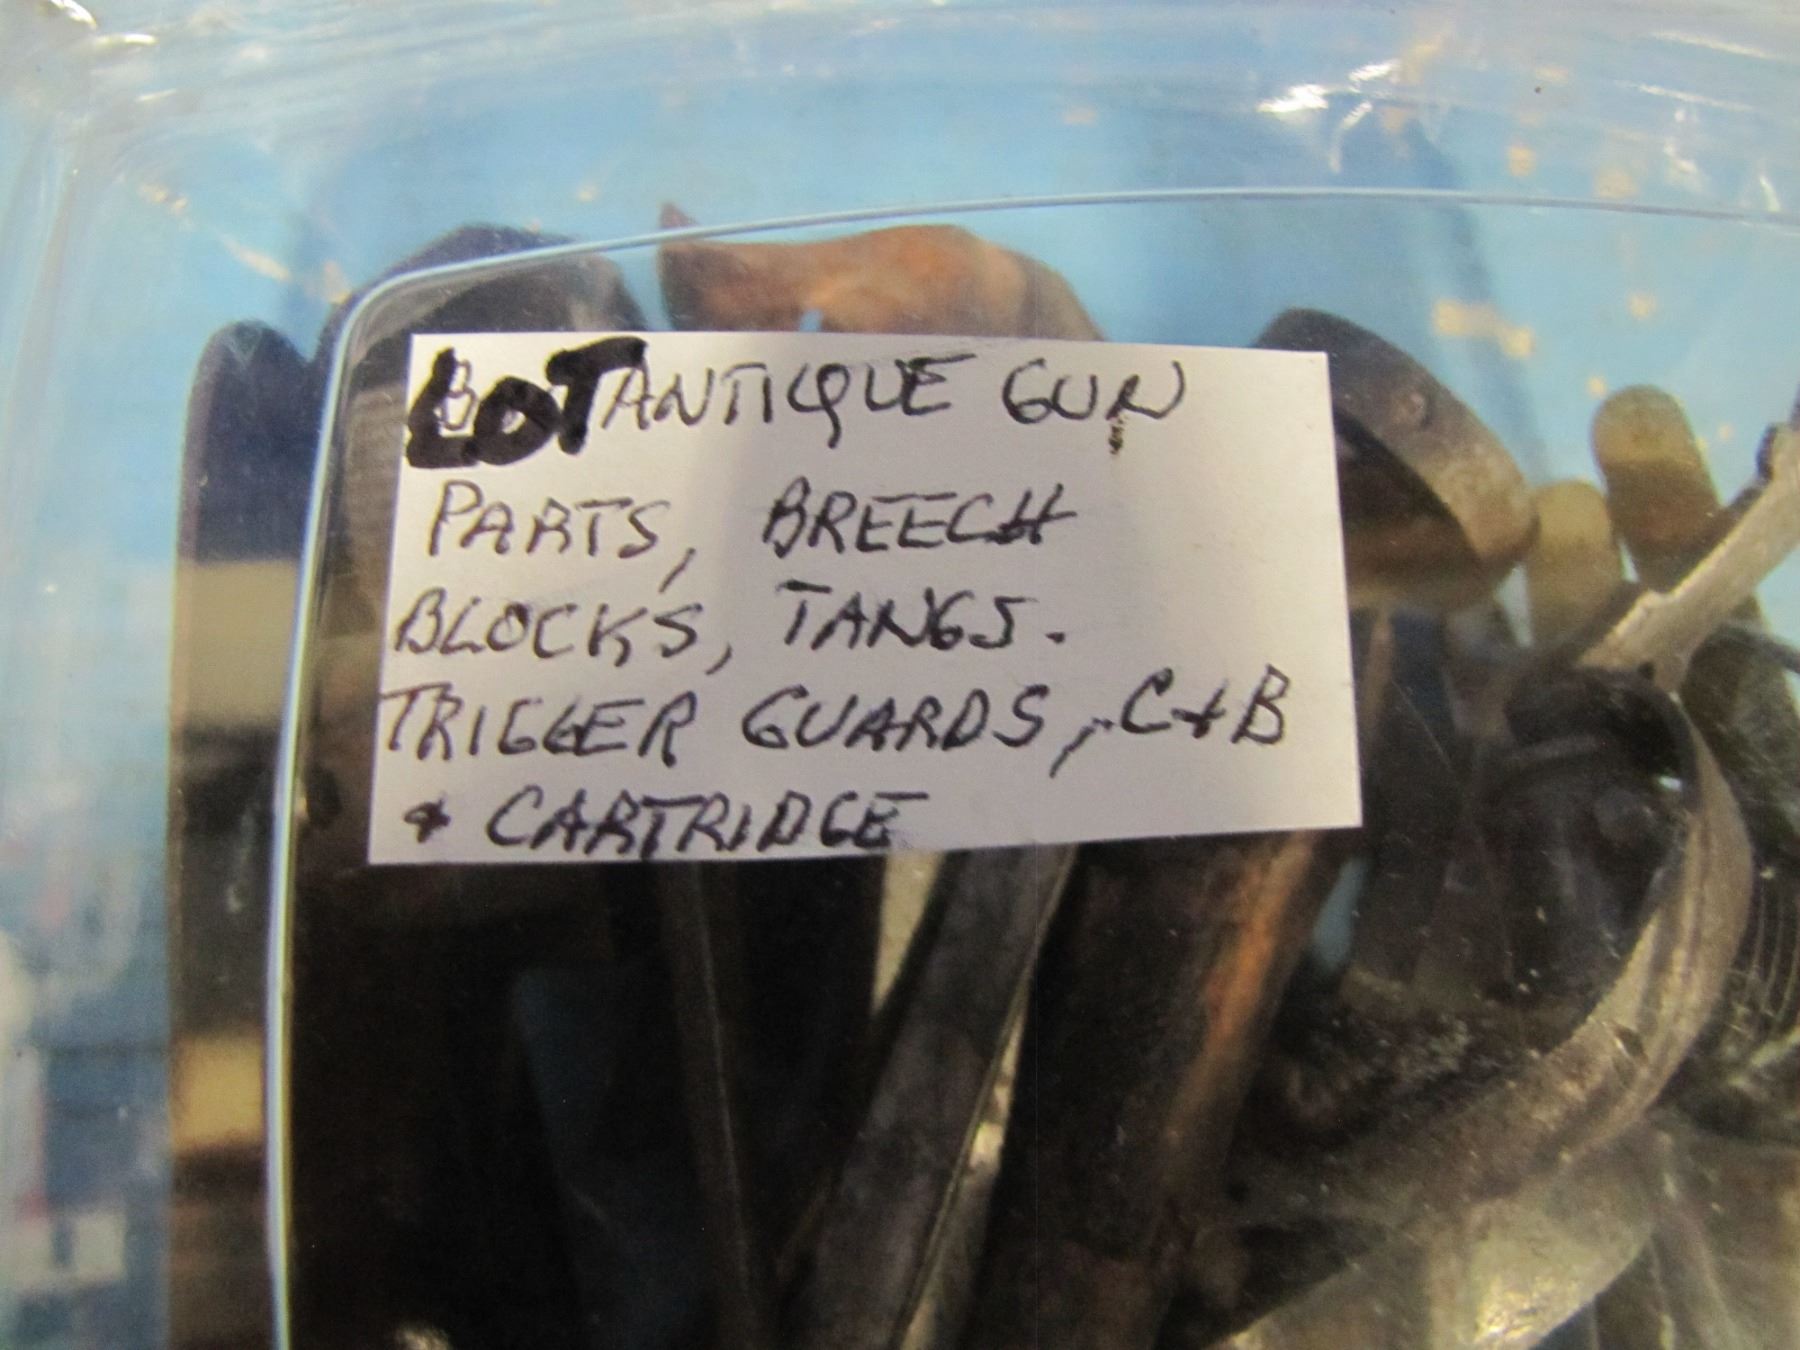 LOT ANTIQUE GUN
PARTS, BREECH
BLOCKS, TANGS.
TRIGGER GUARDS, C+B
+ CARTRIDGE